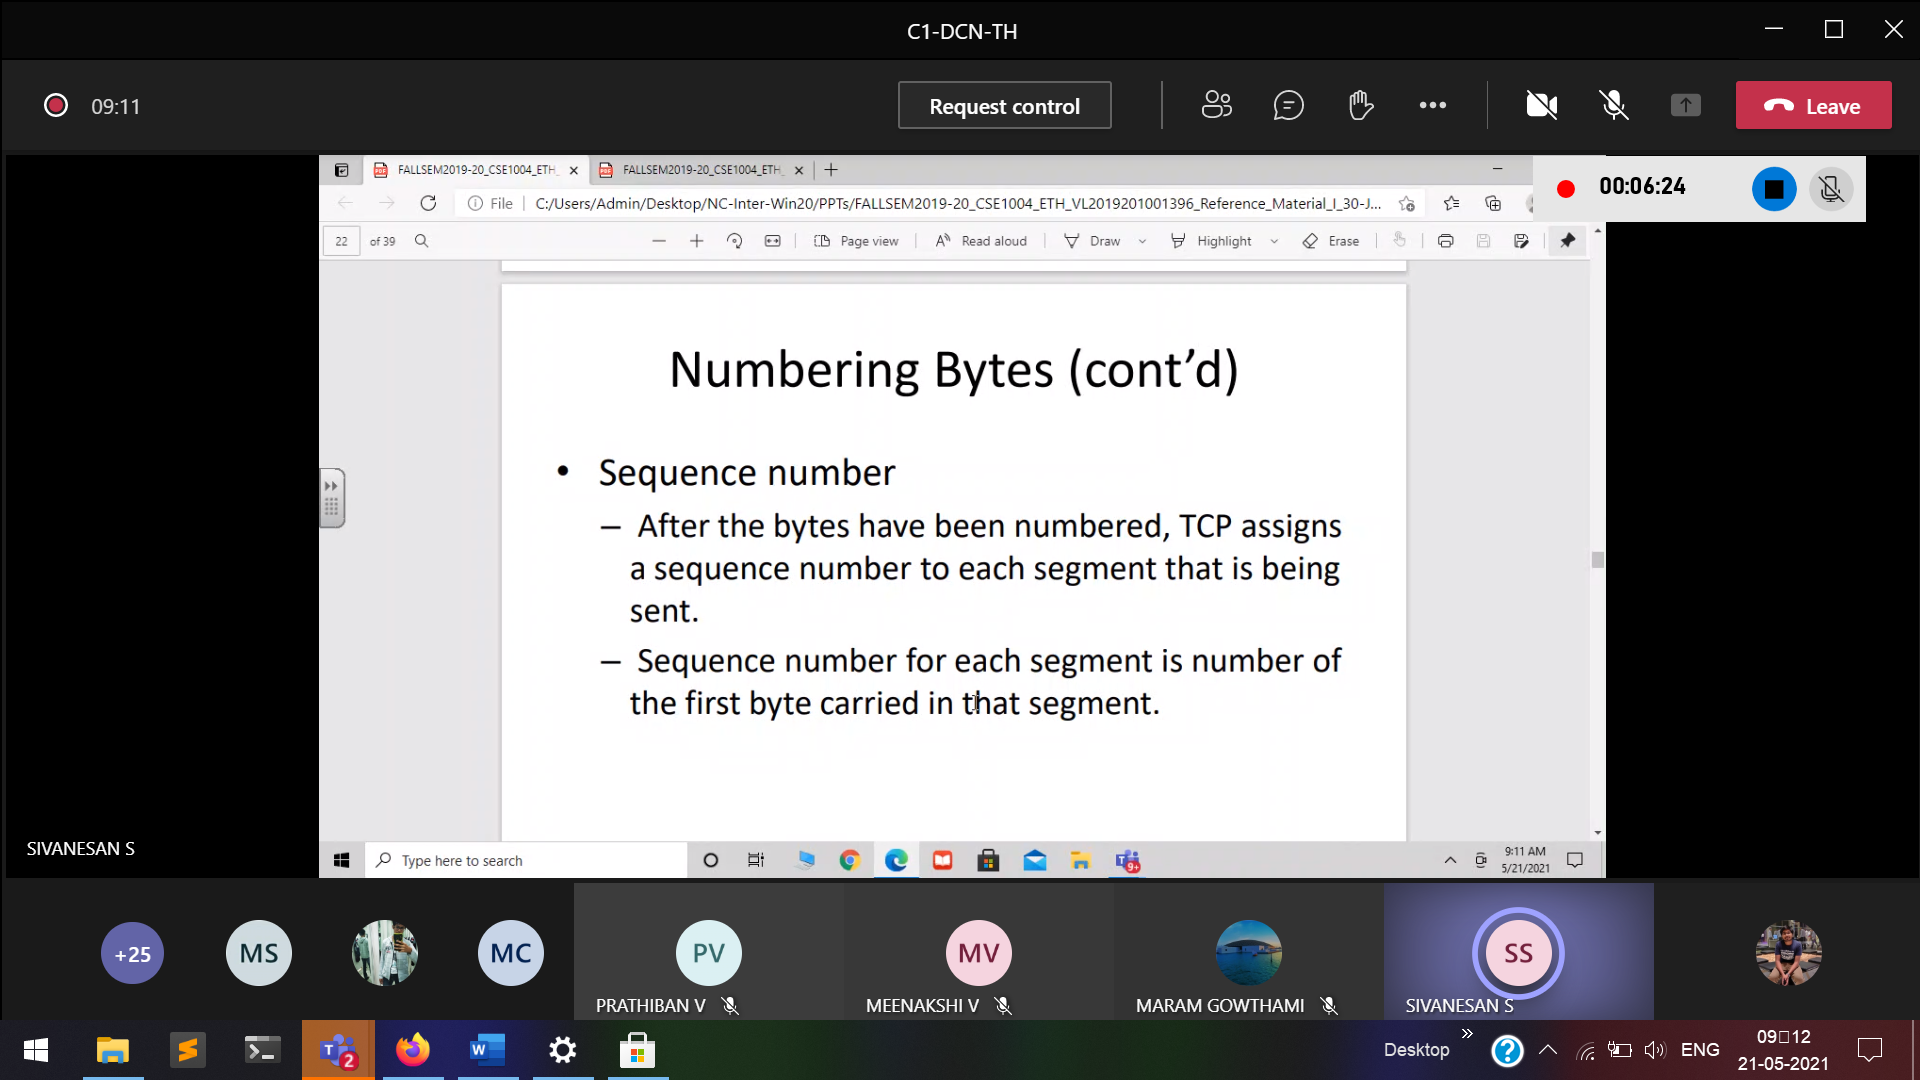 C1-DCN-TH
09:11
Request control
Leave
FALLSEM2019-20_CSE1004_ETH_
FALLSEM2019-20_CSE1004_ETH_
00:06:24
File
C:/Users/Admin/Desktop/NC-Inter-Win20/PPTs/FALLSEM2019-20_CSE1004_ETH_VL2019201001396_Reference_Material_I_30-J...
22 of 39
Page view
Read aloud
Draw
Highlight
Erase
Numbering Bytes (cont’d)
• Sequence number
– After the bytes have been numbered, TCP assigns
a sequence number to each segment that is being
sent.
– Sequence number for each segment is number of
the first byte carried in that segment.
SIVANESAN S
Type here to search
9+
9:11 AM
5/21/2021
+25
MS
MC
PV
MV
SS
PRATHIBAN V
MEENAKSHI V
MARAM GOWTHAMI
SIVANESAN S
2
Desktop
ENG
09:12
21-05-2021